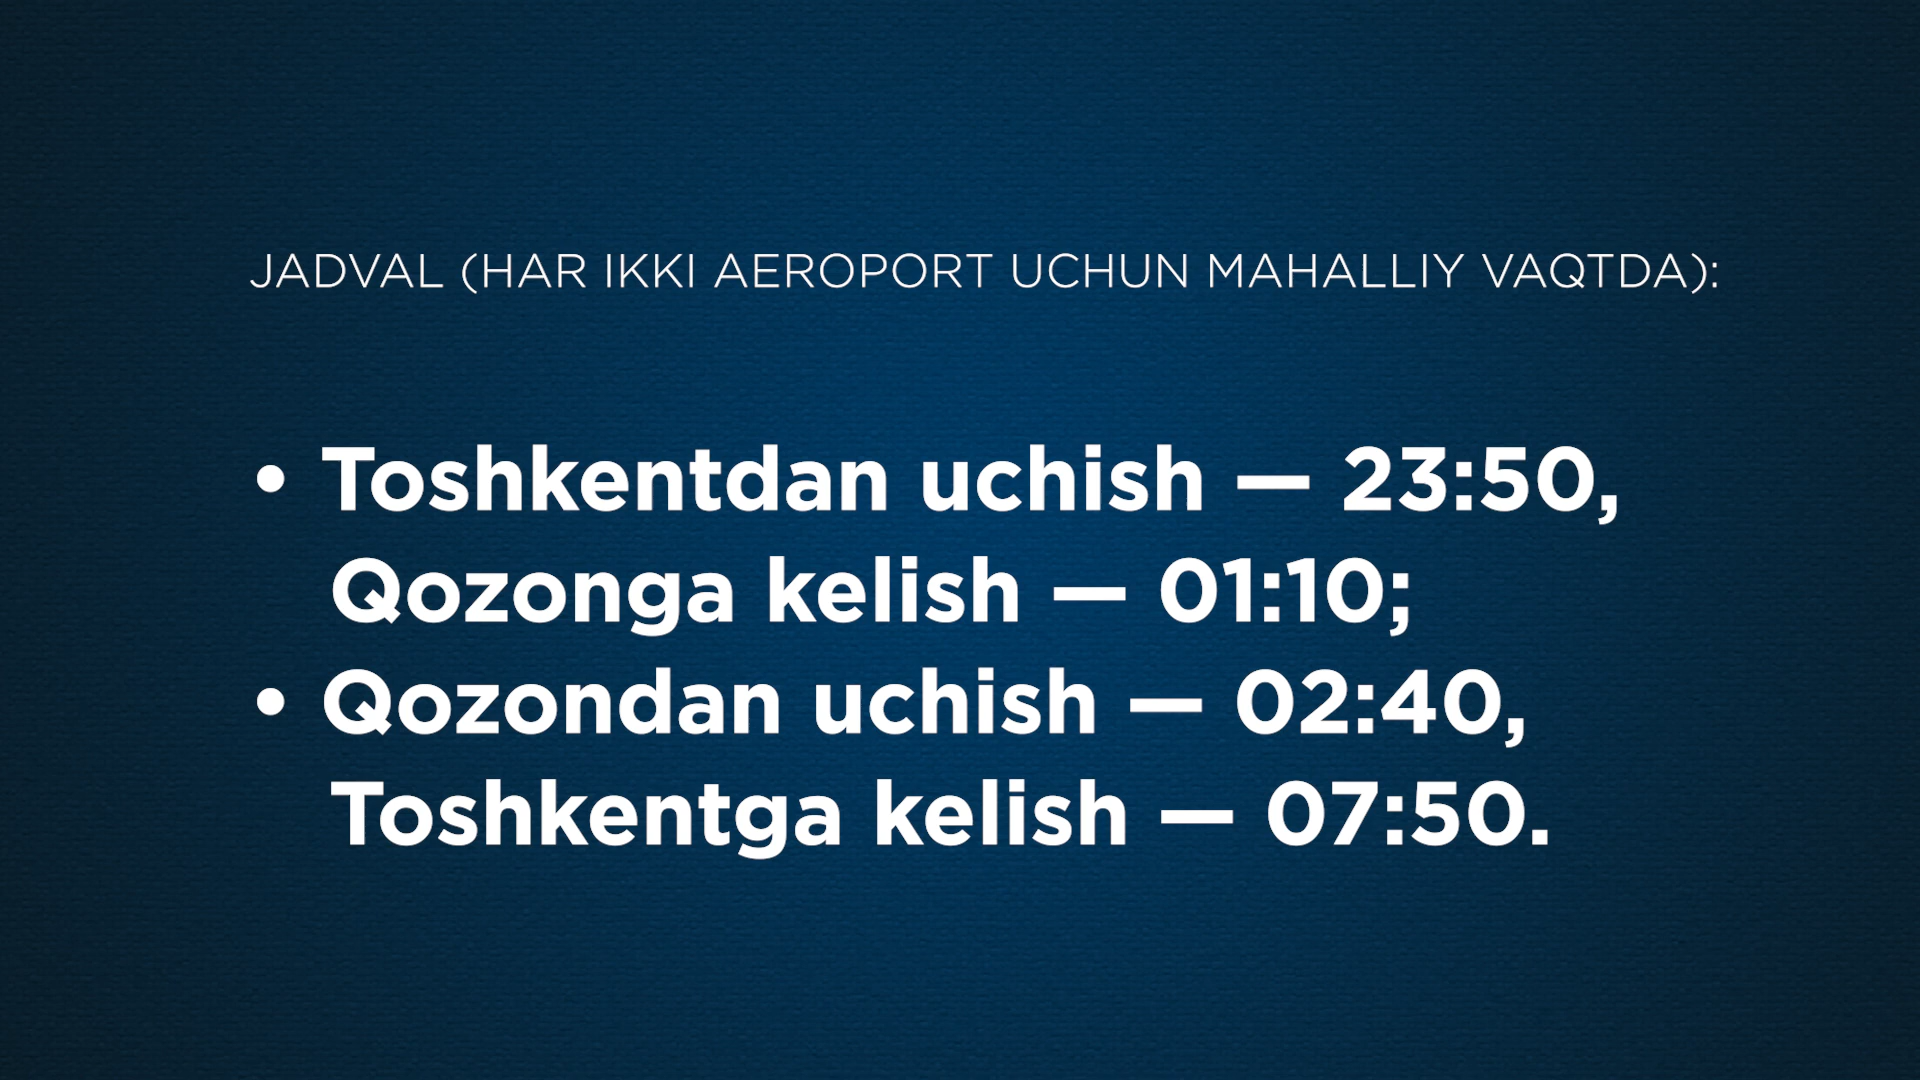 JADVAL (HAR IKKI AEROPORT UCHUN MAHALLIY VAQTDA):
• Toshkentdan uchish — 23:50,
Qozonga kelish — 01:10;
• Qozondan uchish — 02:40,
Toshkentga kelish — 07:50.